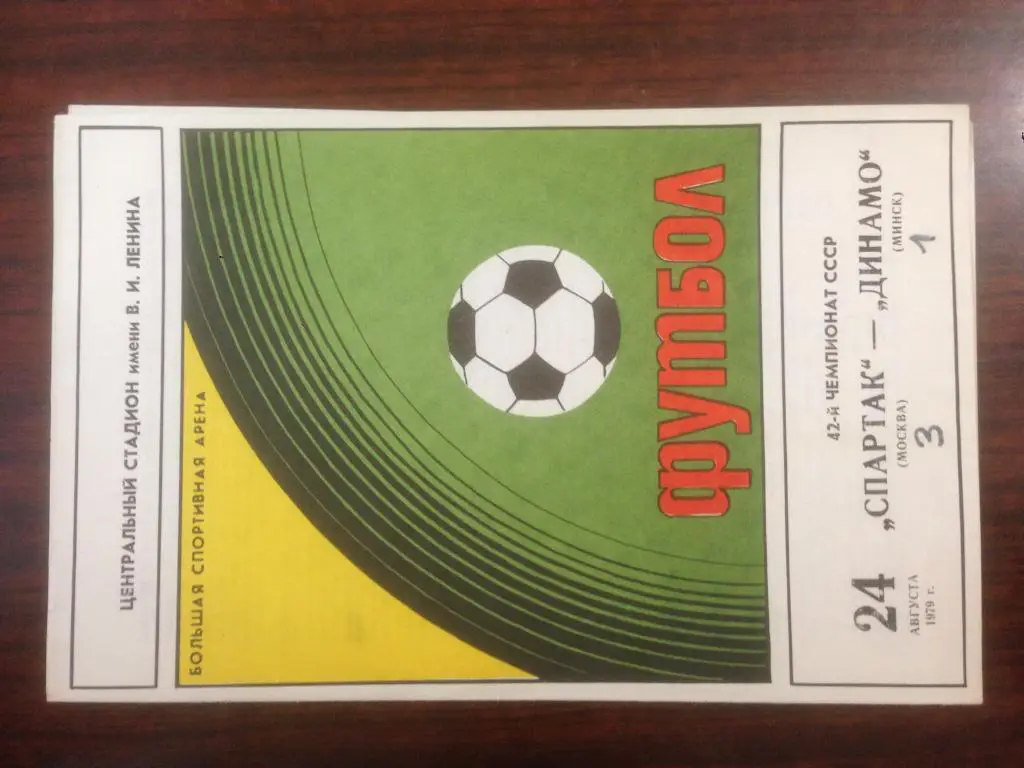 ЦЕНТРАЛЬНЫЙ СТАДИОН имени В. И. ЛЕНИНА
БОЛЬШАЯ СПОРТИВНАЯ АРЕНА
футбол
42-й ЧЕМПИОНАТ СССР
24 „СПАРТАК“ — „ДИНАМО“
АВГУСТА (МОСКВА) (МИНСК)
1979 г. 3 1